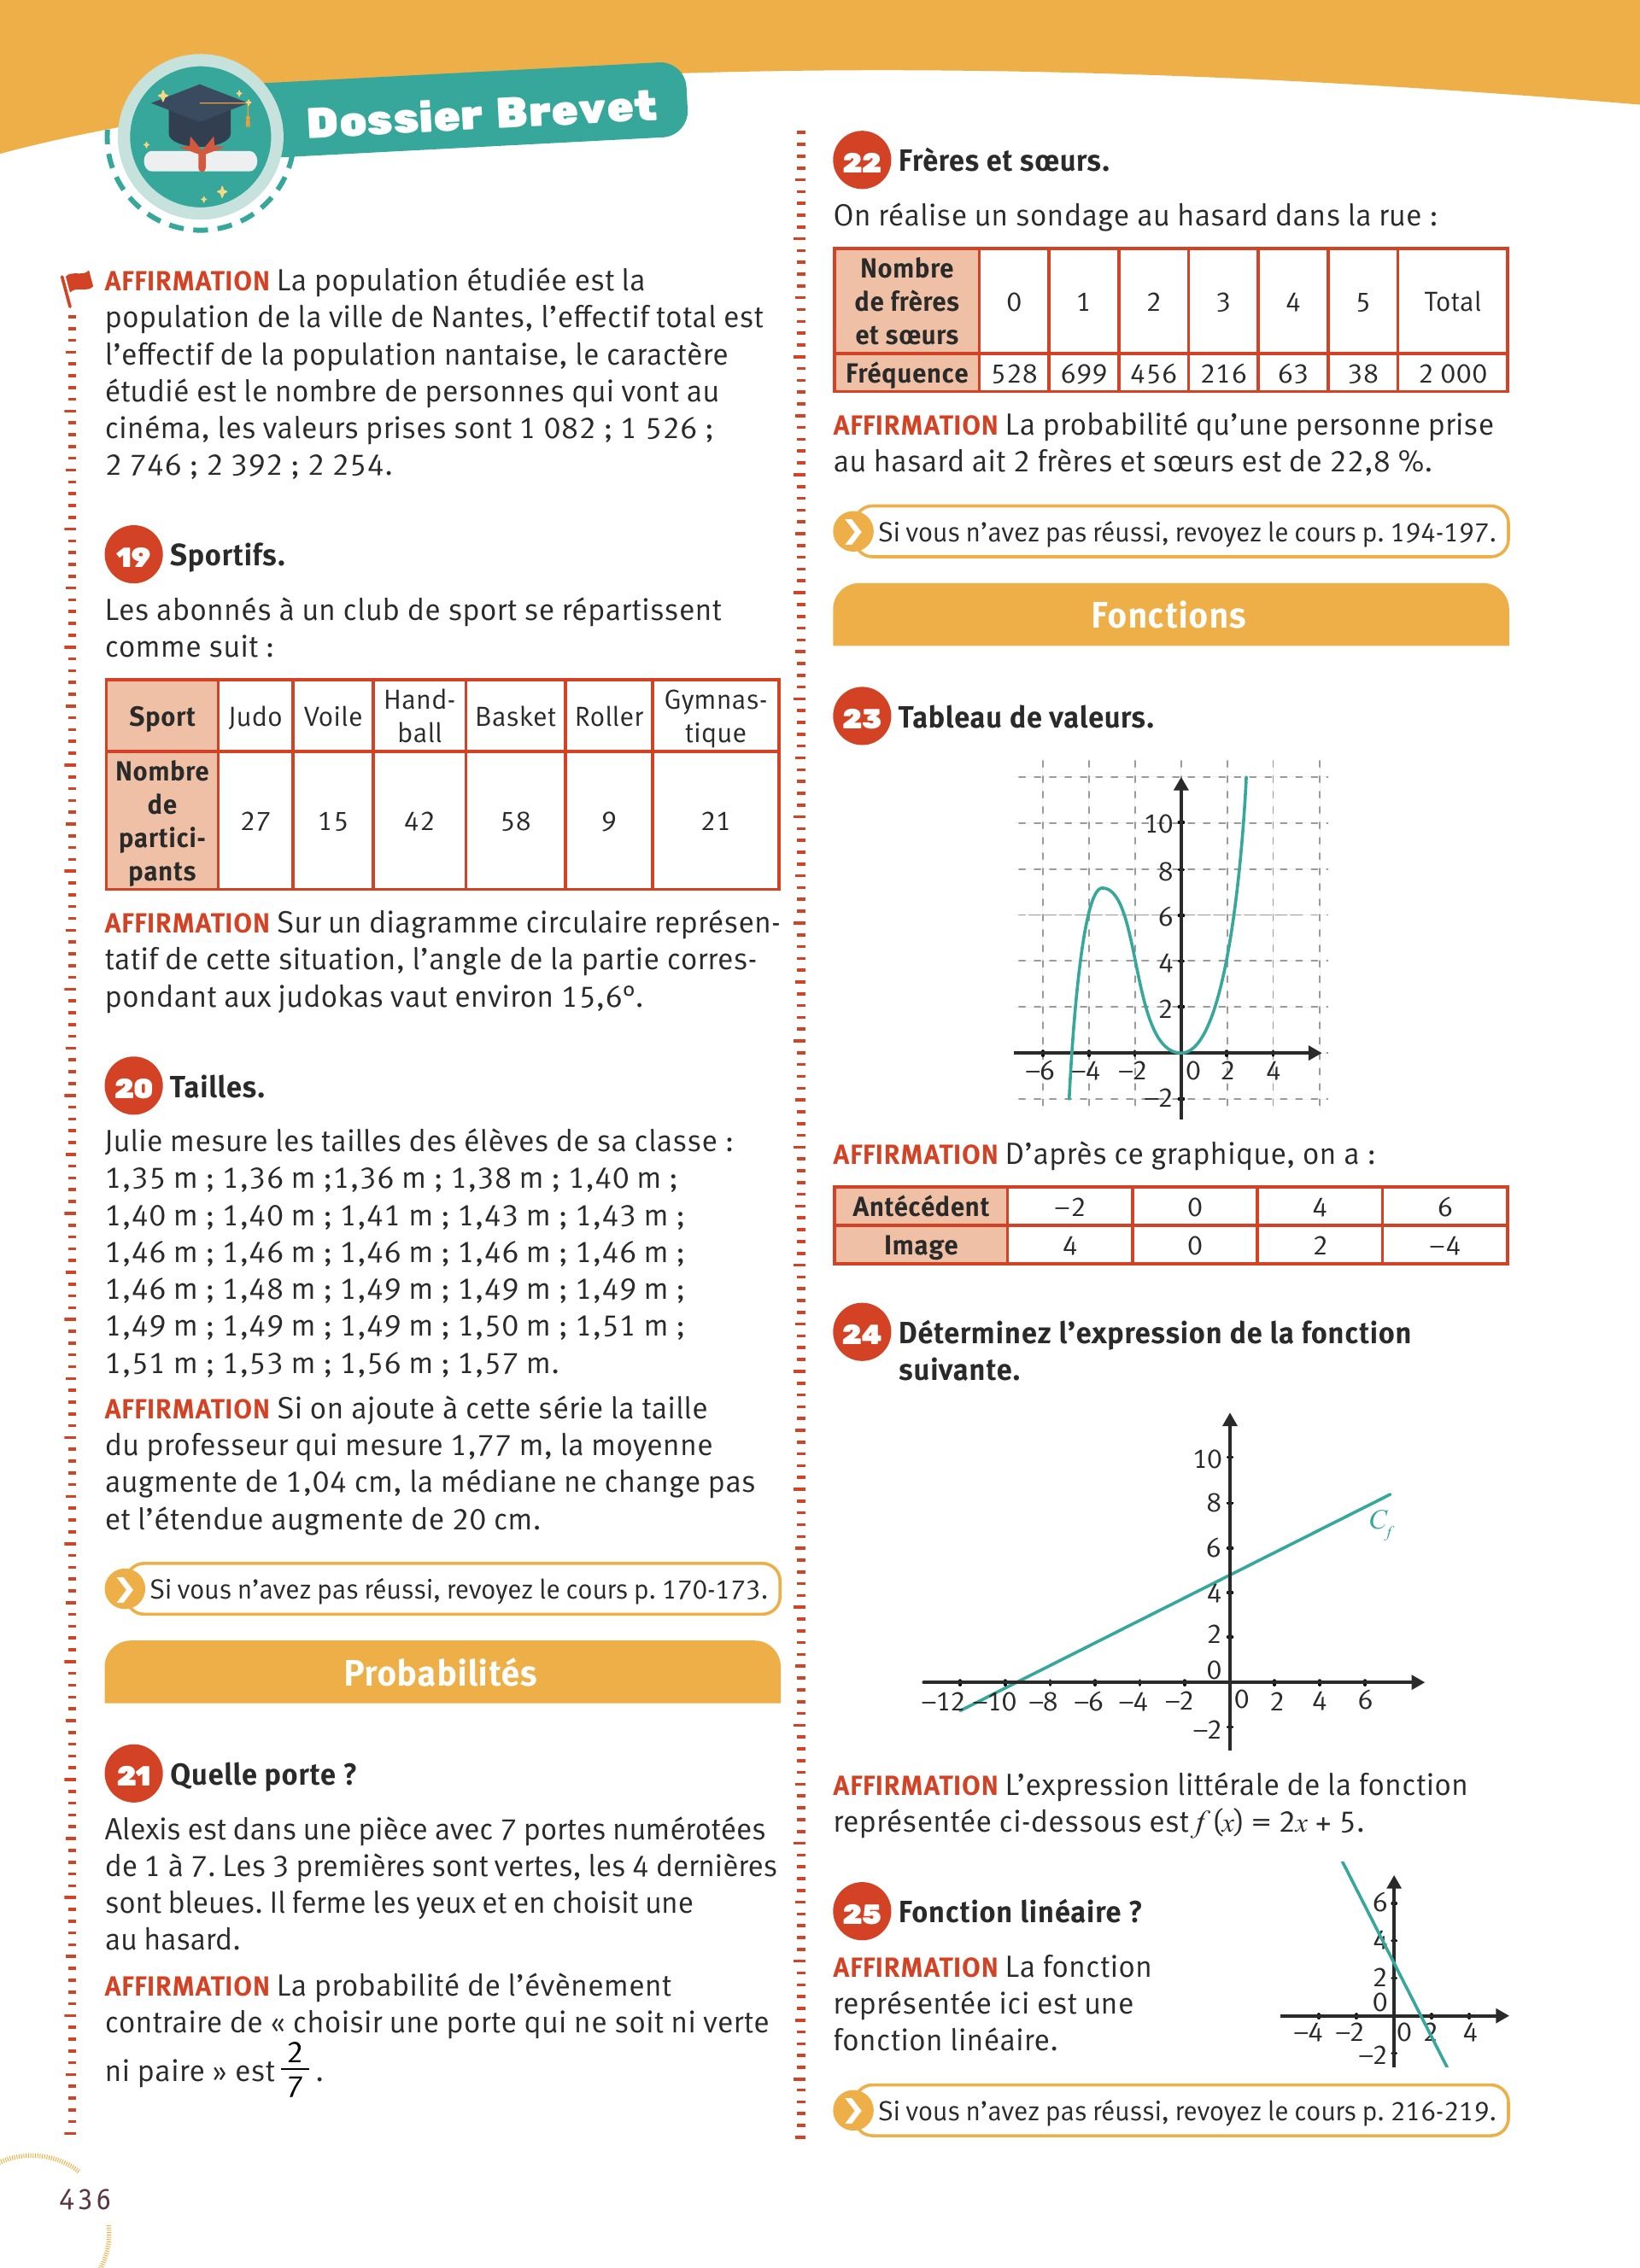 Dossier Brevet
AFFIRMATION La population étudiée est la
population de la ville de Nantes, l’effectif total est
l’effectif de la population nantaise, le caractère
étudié est le nombre de personnes qui vont au
cinéma, les valeurs prises sont 1 082 ; 1 526 ;
2 746 ; 2 392 ; 2 254.
19 Sportifs.
Les abonnés à un club de sport se répartissent
comme suit :
Sport Judo Voile Hand-ball Basket Roller Gymnas-tique
Nombre de partici-pants 27 15 42 58 9 21
AFFIRMATION Sur un diagramme circulaire représen-
tatif de cette situation, l’angle de la partie corres-
pondant aux judokas vaut environ 15,6°.
20 Tailles.
Julie mesure les tailles des élèves de sa classe :
1,35 m ; 1,36 m ;1,36 m ; 1,38 m ; 1,40 m ;
1,40 m ; 1,40 m ; 1,41 m ; 1,43 m ; 1,43 m ;
1,46 m ; 1,46 m ; 1,46 m ; 1,46 m ; 1,46 m ;
1,46 m ; 1,48 m ; 1,49 m ; 1,49 m ; 1,49 m ;
1,49 m ; 1,49 m ; 1,49 m ; 1,50 m ; 1,51 m ;
1,51 m ; 1,53 m ; 1,56 m ; 1,57 m.
AFFIRMATION Si on ajoute à cette série la taille
du professeur qui mesure 1,77 m, la moyenne
augmente de 1,04 cm, la médiane ne change pas
et l’étendue augmente de 20 cm.
Si vous n’avez pas réussi, revoyez le cours p. 170-173.
Probabilités
21 Quelle porte ?
Alexis est dans une pièce avec 7 portes numérotées
de 1 à 7. Les 3 premières sont vertes, les 4 dernières
sont bleues. Il ferme les yeux et en choisit une
au hasard.
AFFIRMATION La probabilité de l’évènement
contraire de « choisir une porte qui ne soit ni verte
ni paire » est 2/7 .
436
22 Frères et sœurs.
On réalise un sondage au hasard dans la rue :
Nombre de frères et sœurs 0 1 2 3 4 5 Total
Fréquence 528 699 456 216 63 38 2 000
AFFIRMATION La probabilité qu’une personne prise
au hasard ait 2 frères et sœurs est de 22,8 %.
Si vous n’avez pas réussi, revoyez le cours p. 194-197.
Fonctions
23 Tableau de valeurs.
10
8
6
4
2
−6 −4 −2 0 2 4
−2
AFFIRMATION D’après ce graphique, on a :
Antécédent −2 0 4 6
Image 4 0 2 −4
24 Déterminez l’expression de la fonction
suivante.
10
8
C_f
6
4
2
0
−12 −10 −8 −6 −4 −2 0 2 4 6
−2
AFFIRMATION L’expression littérale de la fonction
représentée ci-dessous est f (x) = 2x + 5.
25 Fonction linéaire ?
AFFIRMATION La fonction
représentée ici est une
fonction linéaire.
6
4
2
0
−4 −2 0 2 4
−2
Si vous n’avez pas réussi, revoyez le cours p. 216-219.